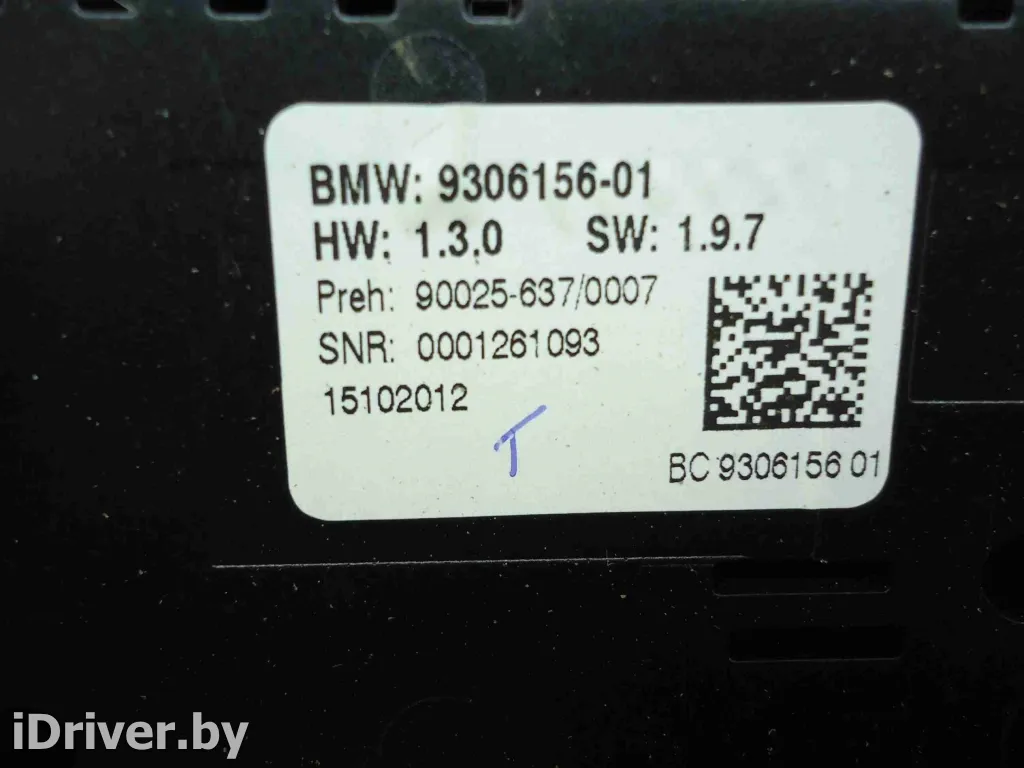 BMW: 9306156-01
HW: 1.3.0 SW: 1.9.7
Preh: 90025-637/0007
SNR: 0001261093
15102012
T
BC 9306156 01
iDriver.by